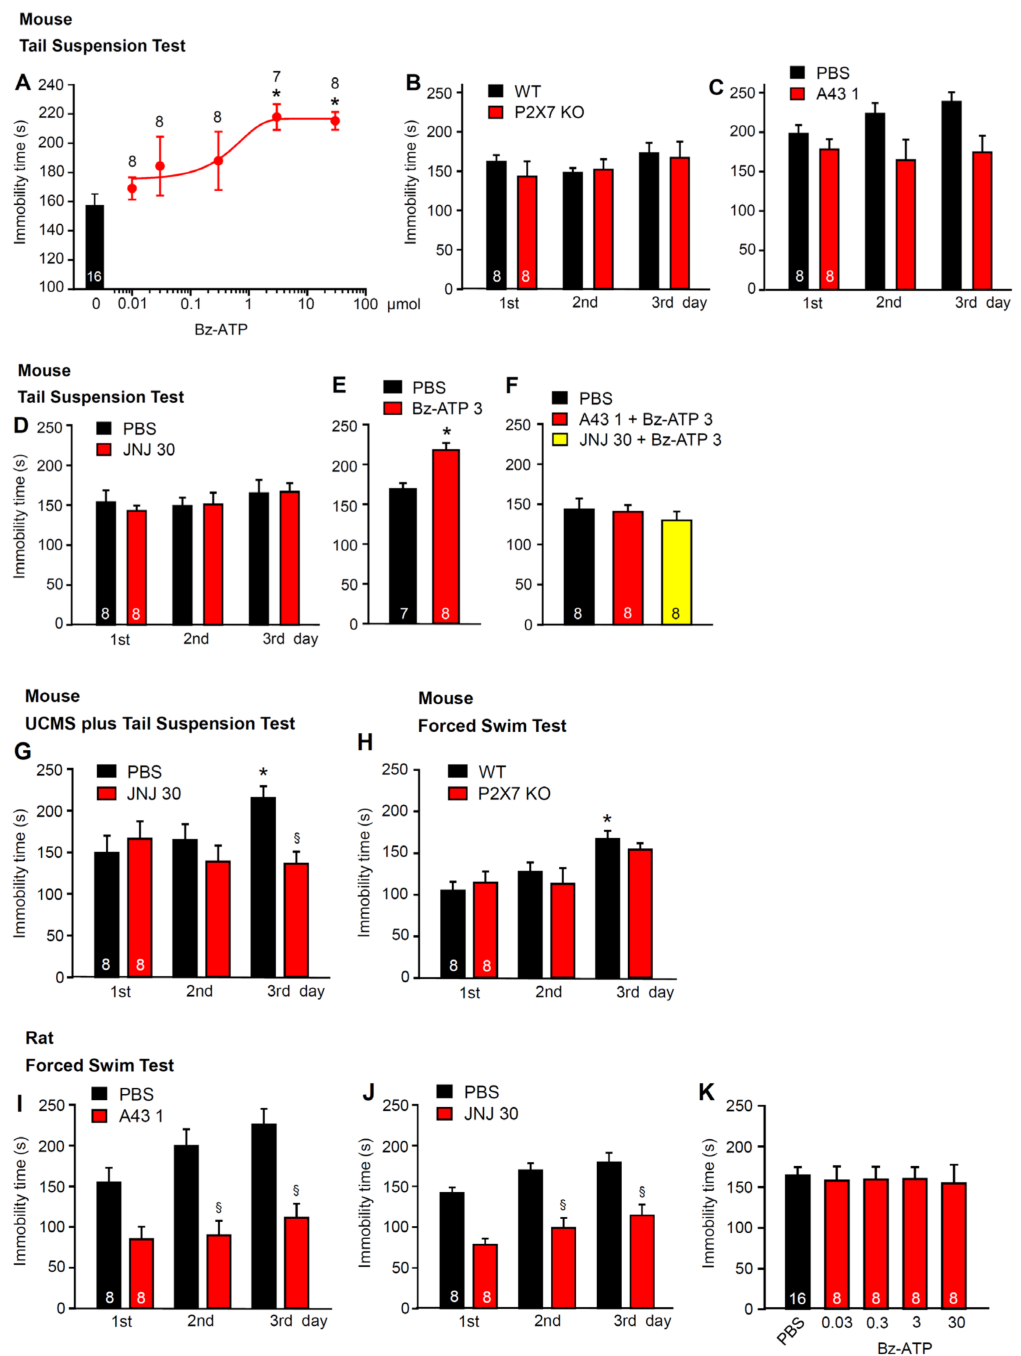 Mouse
Tail Suspension Test
A
Immobility time (s)
240
220
200
180
160
140
120
100
8
8
8
7
*
8
*
16
0 0.01 0.1 1 10 100 µmol
Bz-ATP
B
WT
P2X7 KO
Immobility time (s)
250
200
150
100
50
0
8 8
1st 2nd 3rd day
C
PBS
A43 1
Immobility time (s)
250
200
150
100
50
0
8 8
1st 2nd 3rd day
Mouse
Tail Suspension Test
D
PBS
JNJ 30
Immobility time (s)
250
200
150
100
50
0
8 8
1st 2nd 3rd day
E
PBS
Bz-ATP 3
250
200
150
100
50
0
*
7 8
F
PBS
A43 1 + Bz-ATP 3
JNJ 30 + Bz-ATP 3
250
200
150
100
50
0
8 8 8
Mouse
UCMS plus Tail Suspension Test
G
PBS
JNJ 30
Immobility time (s)
250
200
150
100
50
0
*
§
8 8
1st 2nd 3rd day
Mouse
Forced Swim Test
H
WT
P2X7 KO
Immobility time (s)
250
200
150
100
50
0
*
8 8
1st 2nd 3rd day
Rat
Forced Swim Test
I
PBS
A43 1
Immobility time (s)
250
200
150
100
50
0
§
§
8 8
1st 2nd 3rd day
J
PBS
JNJ 30
Immobility time (s)
250
200
150
100
50
0
§
§
8 8
1st 2nd 3rd day
K
Immobility time (s)
250
200
150
100
50
0
16 8 8 8 8
PBS 0.03 0.3 3 30
Bz-ATP